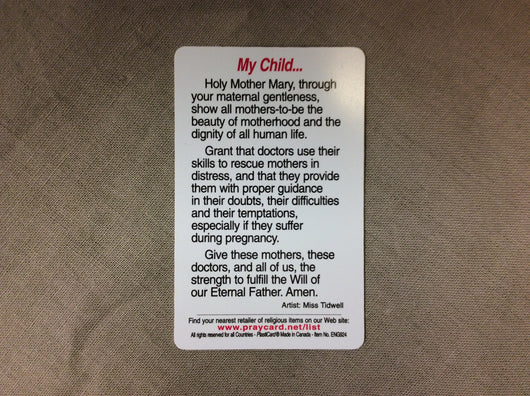 My Child...
Holy Mother Mary, through
your maternal gentleness,
show all mothers-to-be the
beauty of motherhood and the
dignity of all human life.
Grant that doctors use their
skills to rescue mothers in
distress, and that they provide
them with proper guidance
in their doubts, their difficulties
and their temptations,
especially if they suffer
during pregnancy.
Give these mothers, these
doctors, and all of us, the
strength to fulfill the Will of
our Eternal Father. Amen.
Artist: Miss Tidwell
Find your nearest retailer of religious items on our Web site:
www.praycard.net/list
All rights reserved for all Countries - PlastiCard® Made in Canada - Item No. ENG924